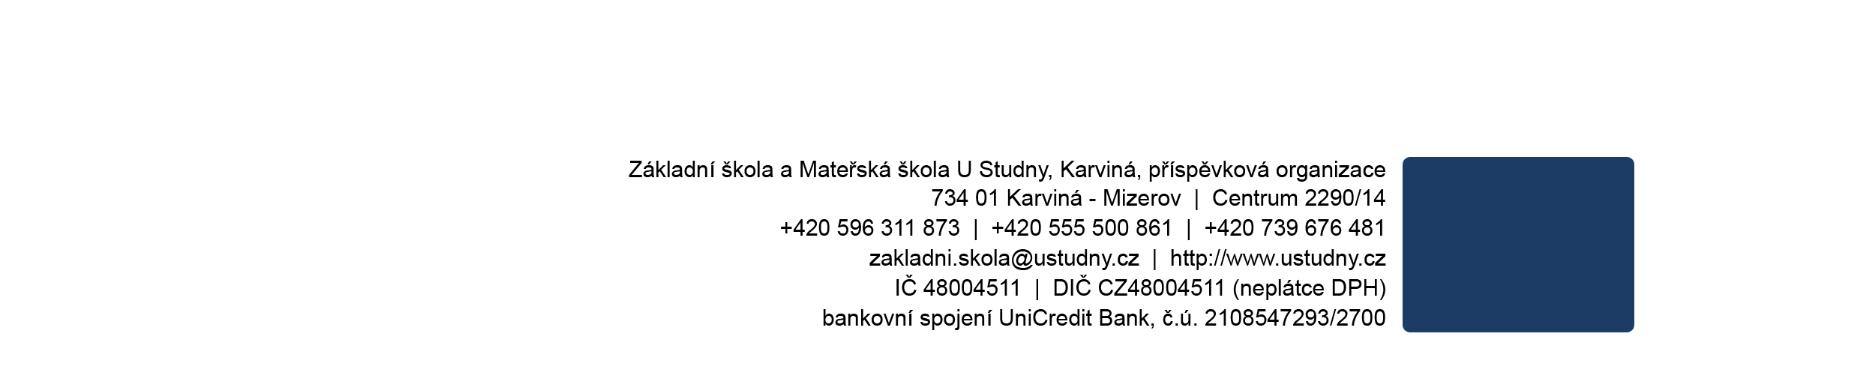 Základní škola a Mateřská škola U Studny, Karviná, příspěvková organizace
734 01 Karviná - Mizerov | Centrum 2290/14
+420 596 311 873 | +420 555 500 861 | +420 739 676 481
zakladni.skola@ustudny.cz | http://www.ustudny.cz
IČ 48004511 | DIČ CZ48004511 (neplátce DPH)
bankovní spojení UniCredit Bank, č.ú. 2108547293/2700